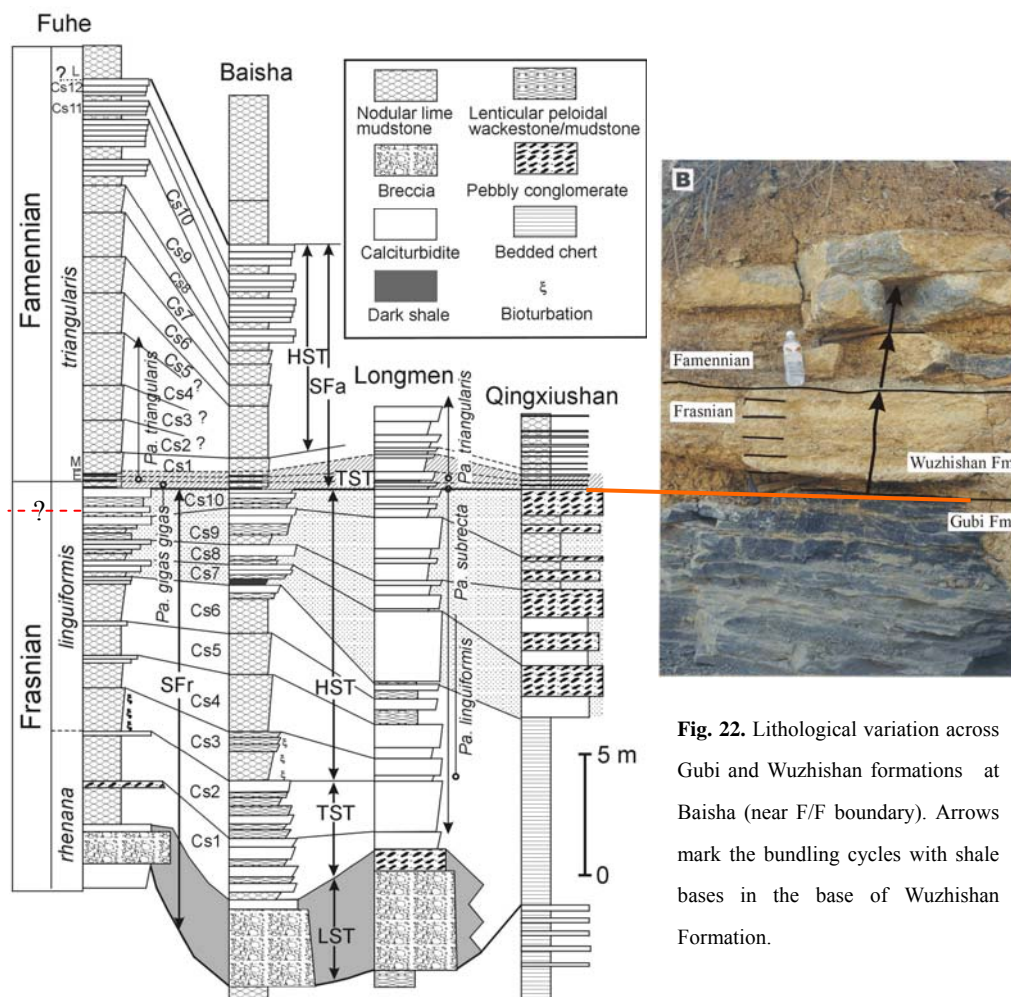 Fuhe
Baisha
Longmen
Qingxiushan
Famennian
Frasnian
triangularis
linguiformis
rhenana
? L
Cs12
Cs11
M
E
?
Nodular lime
mudstone
Lenticular peloidal
wackestone/mudstone
Breccia
Pebbly conglomerate
Calciturbidite
Bedded chert
Dark shale
ξ
Bioturbation
Cs10
Cs9
Cs8
Cs7
Cs6
Cs5 ?
Cs4 ?
Cs3 ?
Cs2 ?
Cs1
Pa. triangularis
HST
SFa
TST
Pa. triangularis
Cs10
Cs9
Cs8
Cs7
Cs6
Cs5
Cs4
Cs3
Cs2
Cs1
Pa. gigas gigas
SFr
ξ
ξ
ξ
HST
TST
LST
Pa. subrecta
Pa. linguiformis
5 m
0
B
Famennian
Frasnian
Wuzhishan Fm
Gubi Fm
Fig. 22. Lithological variation across
Gubi and Wuzhishan formations at
Baisha (near F/F boundary). Arrows
mark the bundling cycles with shale
bases in the base of Wuzhishan
Formation.